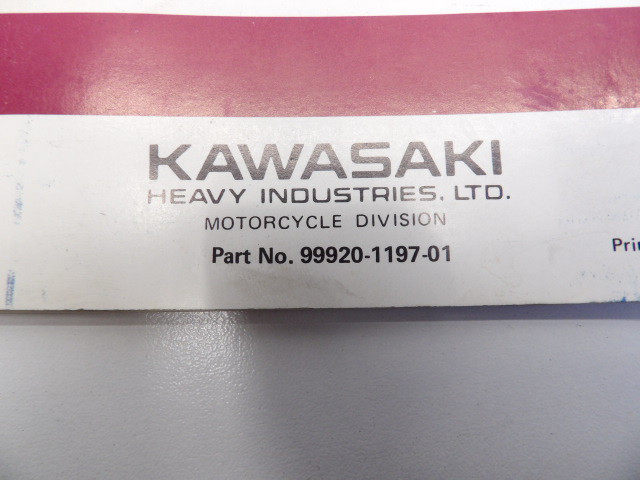 KAWASAKI
HEAVY INDUSTRIES, LTD.
MOTORCYCLE DIVISION
Part No. 99920-1197-01